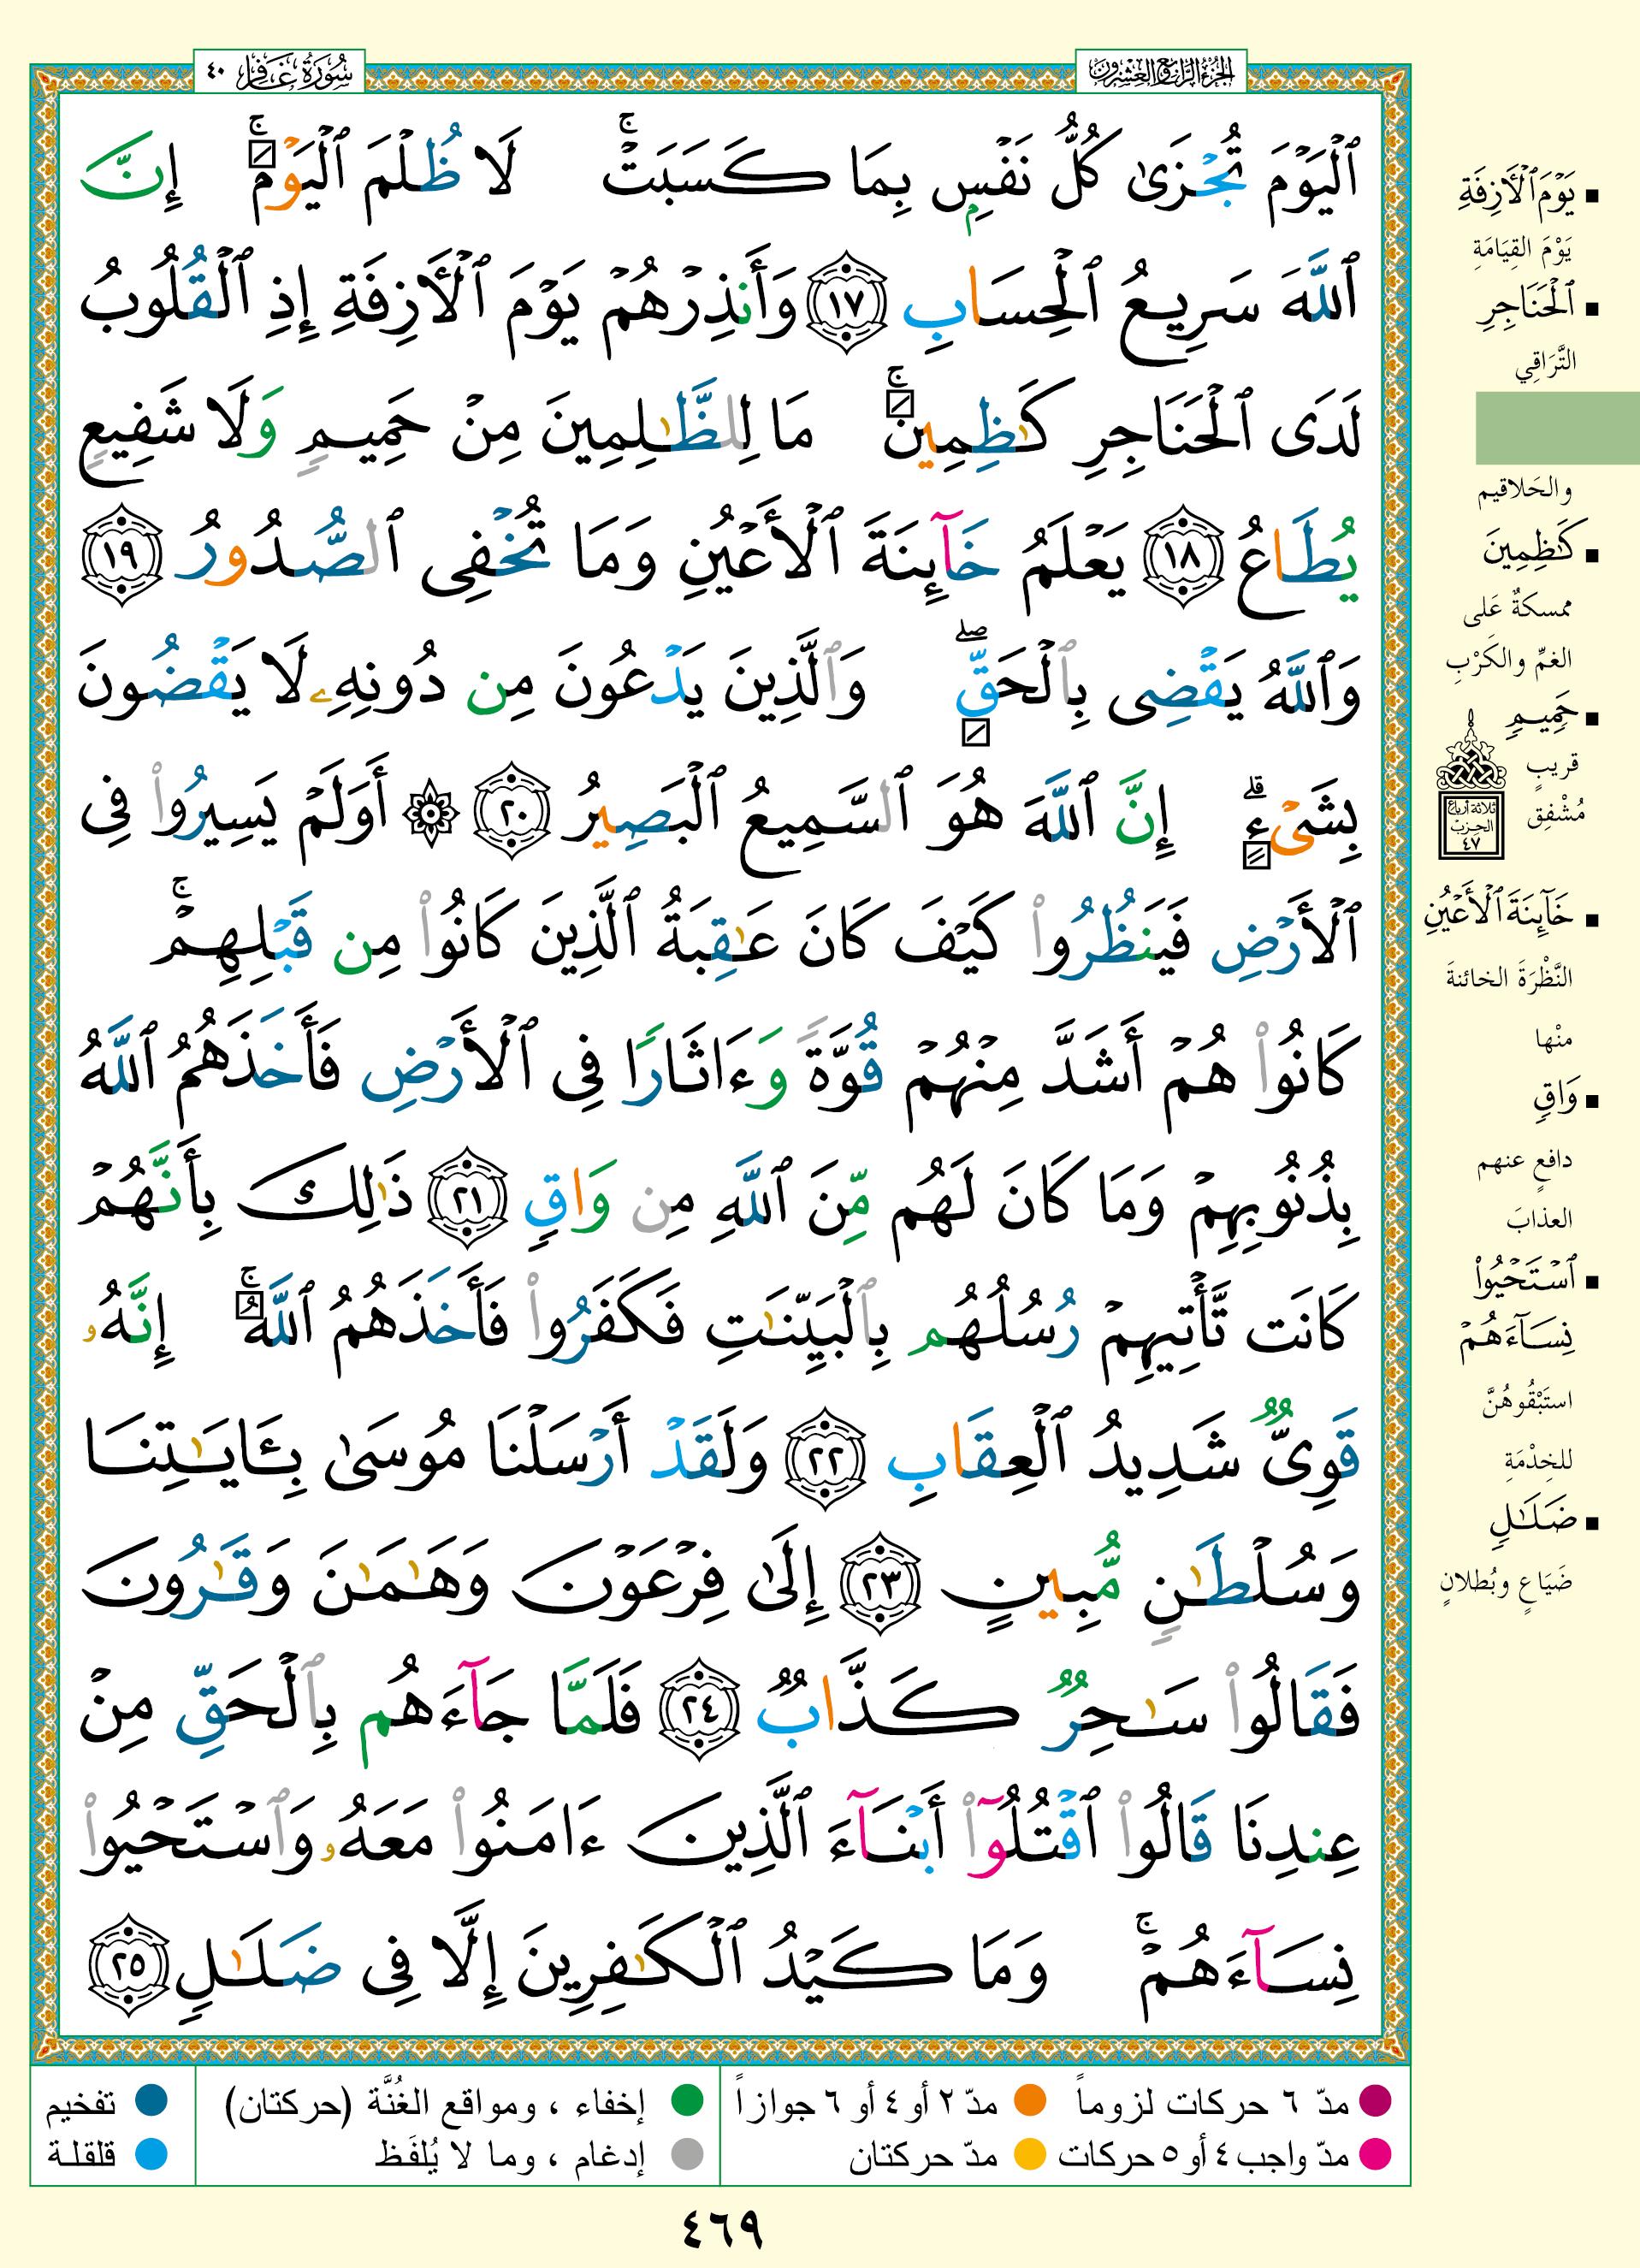 الجزء الرابع والعشرون
سورة غافر ٤٠
ٱلْيَوْمَ تُجْزَىٰ كُلُّ نَفْسٍۭ بِمَا كَسَبَتْ ۚ لَا ظُلْمَ ٱلْيَوْمَ ۚ إِنَّ
ٱللَّهَ سَرِيعُ ٱلْحِسَابِ ١٧ وَأَنذِرْهُمْ يَوْمَ ٱلْـَٔازِفَةِ إِذِ ٱلْقُلُوبُ
لَدَى ٱلْحَنَاجِرِ كَـٰظِمِينَ ۚ مَا لِلظَّـٰلِمِينَ مِنْ حَمِيمٍ وَلَا شَفِيعٍ
يُطَاعُ ١٨ يَعْلَمُ خَآئِنَةَ ٱلْأَعْيُنِ وَمَا تُخْفِى ٱلصُّدُورُ ١٩
وَٱللَّهُ يَقْضِى بِٱلْحَقِّ ۖ وَٱلَّذِينَ يَدْعُونَ مِن دُونِهِۦ لَا يَقْضُونَ
بِشَىْءٍ ۗ إِنَّ ٱللَّهَ هُوَ ٱلسَّمِيعُ ٱلْبَصِيرُ ٢٠ ۞ أَوَلَمْ يَسِيرُوا۟ فِى
ٱلْأَرْضِ فَيَنظُرُوا۟ كَيْفَ كَانَ عَـٰقِبَةُ ٱلَّذِينَ كَانُوا۟ مِن قَبْلِهِمْ ۚ
كَانُوا۟ هُمْ أَشَدَّ مِنْهُمْ قُوَّةً وَءَاثَارًا فِى ٱلْأَرْضِ فَأَخَذَهُمُ ٱللَّهُ
بِذُنُوبِهِمْ وَمَا كَانَ لَهُم مِّنَ ٱللَّهِ مِن وَاقٍ ٢١ ذَٰلِكَ بِأَنَّهُمْ
كَانَت تَّأْتِيهِمْ رُسُلُهُم بِٱلْبَيِّنَـٰتِ فَكَفَرُوا۟ فَأَخَذَهُمُ ٱللَّهُ ۚ إِنَّهُۥ
قَوِىٌّ شَدِيدُ ٱلْعِقَابِ ٢٢ وَلَقَدْ أَرْسَلْنَا مُوسَىٰ بِـَٔايَـٰتِنَا
وَسُلْطَـٰنٍ مُّبِينٍ ٢٣ إِلَىٰ فِرْعَوْنَ وَهَـٰمَـٰنَ وَقَـٰرُونَ
فَقَالُوا۟ سَـٰحِرٌ كَذَّابٌ ٢٤ فَلَمَّا جَآءَهُم بِٱلْحَقِّ مِنْ
عِندِنَا قَالُوا۟ ٱقْتُلُوٓا۟ أَبْنَآءَ ٱلَّذِينَ ءَامَنُوا۟ مَعَهُۥ وَٱسْتَحْيُوا۟
نِسَآءَهُمْ ۚ وَمَا كَيْدُ ٱلْكَـٰفِرِينَ إِلَّا فِى ضَلَـٰلٍ ٢٥
يَوْمَ ٱلْـَٔازِفَةِ
يَوْمَ القِيَامَةِ
ٱلْحَنَاجِرِ
التَّرَاقِي
والحَلاقيم
كَـٰظِمِينَ
ممسكةٌ عَلى
الغمِّ والكَرْبِ
حَمِيمٍ
قريبٍ
مُشْفِق
ثلاثة أرباع
الحزب
٤٧
خَآئِنَةَ ٱلْأَعْيُنِ
النَّظْرَةَ الخائنةَ
منْها
وَاقٍ
دافعٍ عنهم
العذابَ
ٱسْتَحْيُوا۟
نِسَآءَهُمْ
استَبْقُوهُنَّ
للخِدْمَةِ
ضَلَـٰلٍ
ضَيَاعٍ وبُطلانٍ
مدّ ٦ حركات لزوماً مدّ ٢ أو ٤ أو ٦ جوازاً إخفاء ، ومواقع الغُنَّة (حركتان) تفخيم
مدّ واجب ٤ أو ٥ حركات مدّ حركتان إدغام ، وما لا يُلفَظ قلقلة
٤٦٩